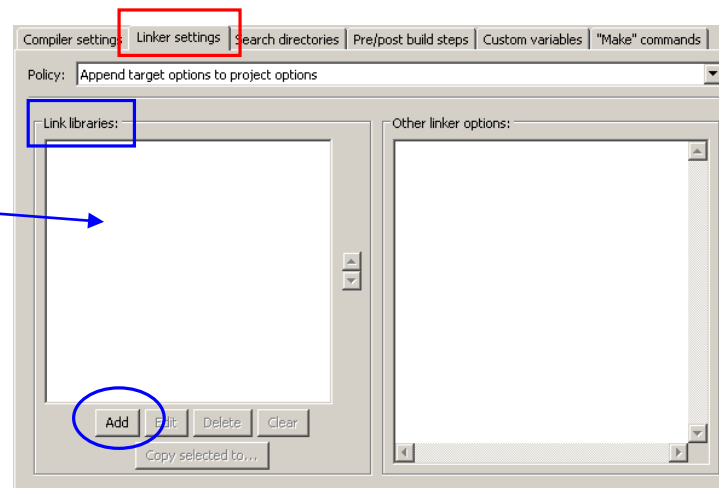 Compiler settings Linker settings Search directories Pre/post build steps Custom variables "Make" commands
Policy: Append target options to project options
Link libraries: Other linker options:
Add Edit Delete Clear
Copy selected to...